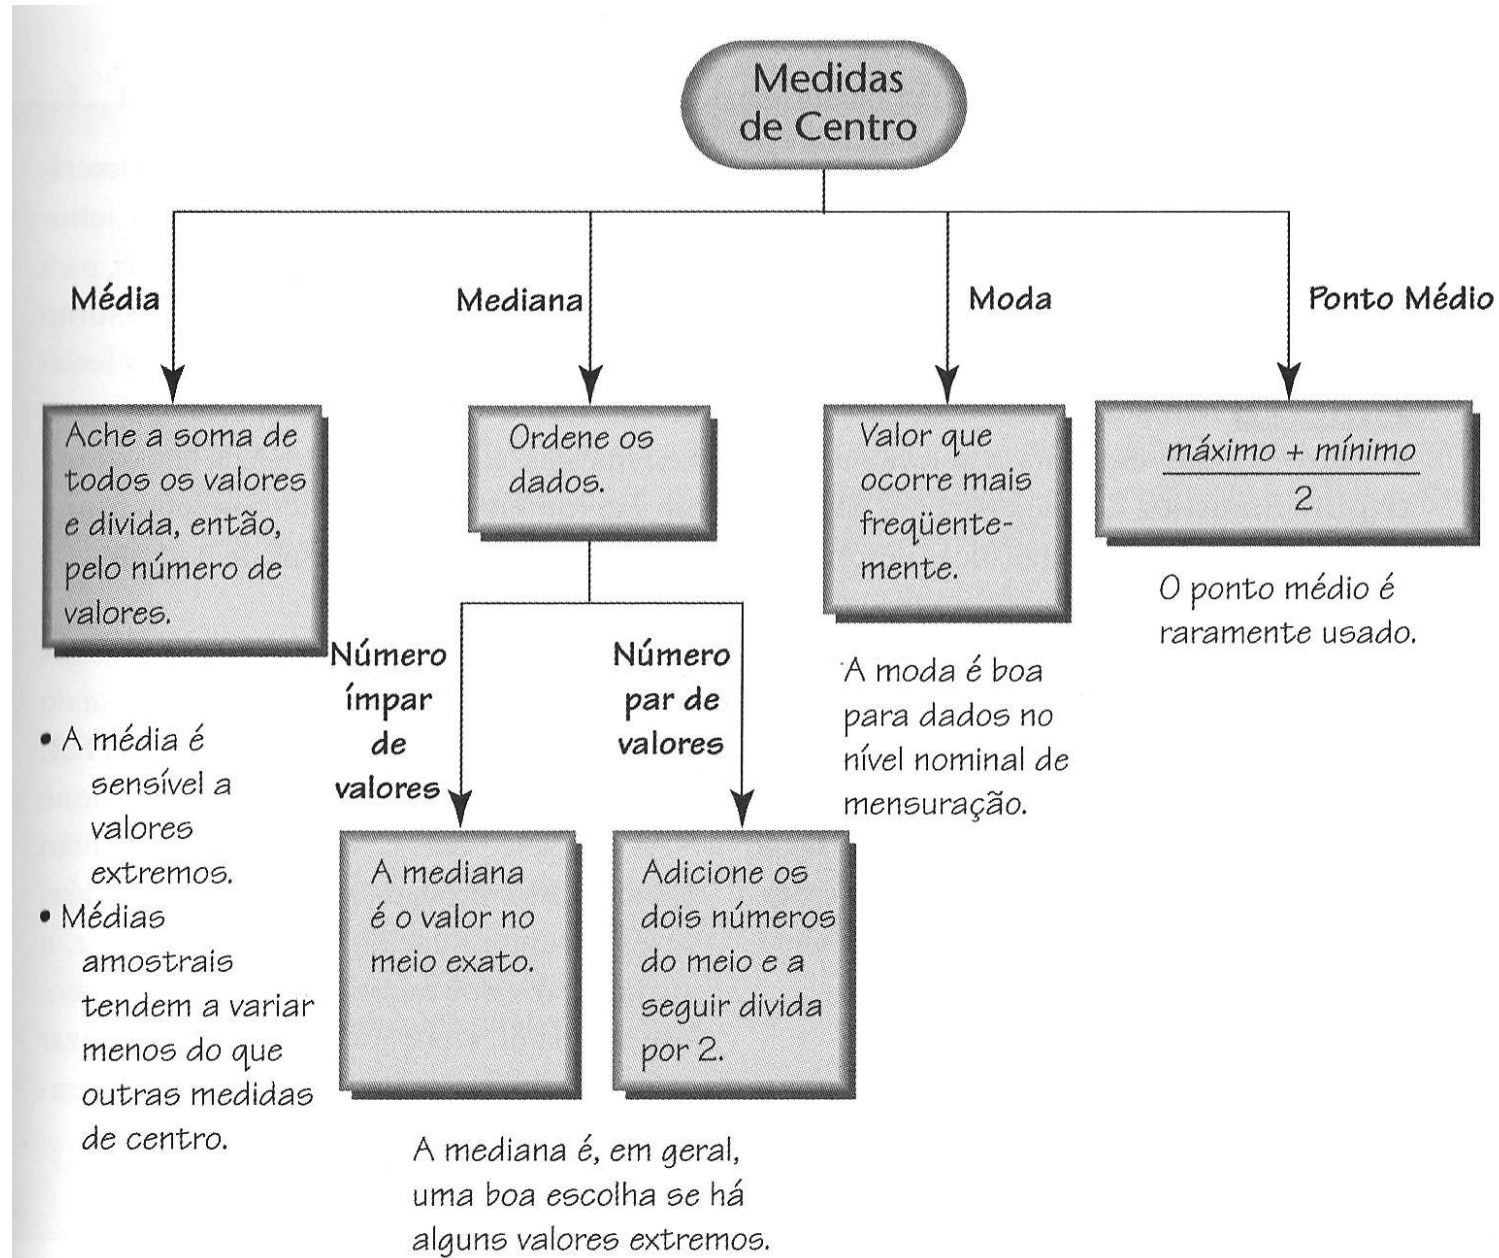 Medidas
de Centro
Média
Mediana
Moda
Ponto Médio
Ache a soma de
todos os valores
e divida, então,
pelo número de
valores.
• A média é
sensível a
valores
extremos.
• Médias
amostrais
tendem a variar
menos do que
outras medidas
de centro.
Ordene os
dados.
Número
ímpar
de
valores
A mediana
é o valor no
meio exato.
Número
par de
valores
Adicione os
dois números
do meio e a
seguir divida
por 2.
A mediana é, em geral,
uma boa escolha se há
alguns valores extremos.
Valor que
ocorre mais
freqüente-
mente.
A moda é boa
para dados no
nível nominal de
mensuração.
máximo + mínimo
2
O ponto médio é
raramente usado.